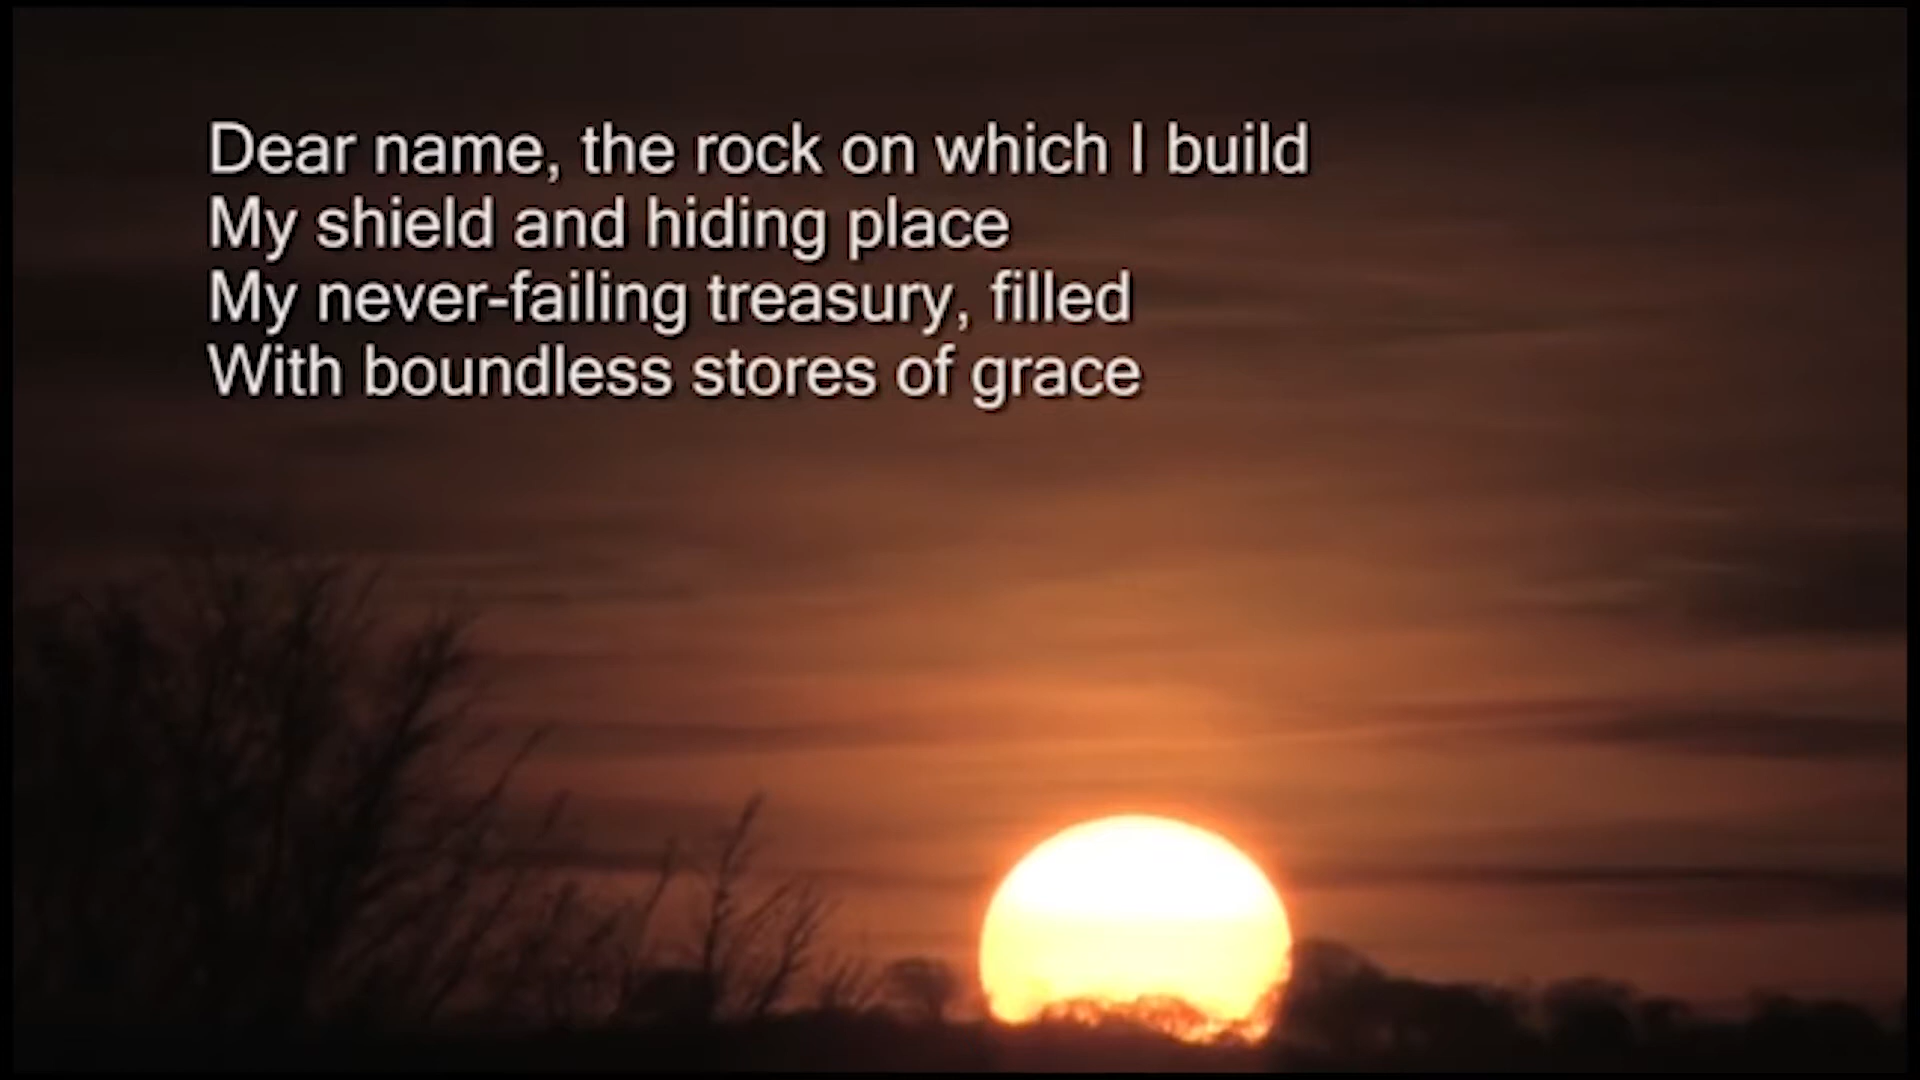 Dear name, the rock on which I build
My shield and hiding place
My never-failing treasury, filled
With boundless stores of grace